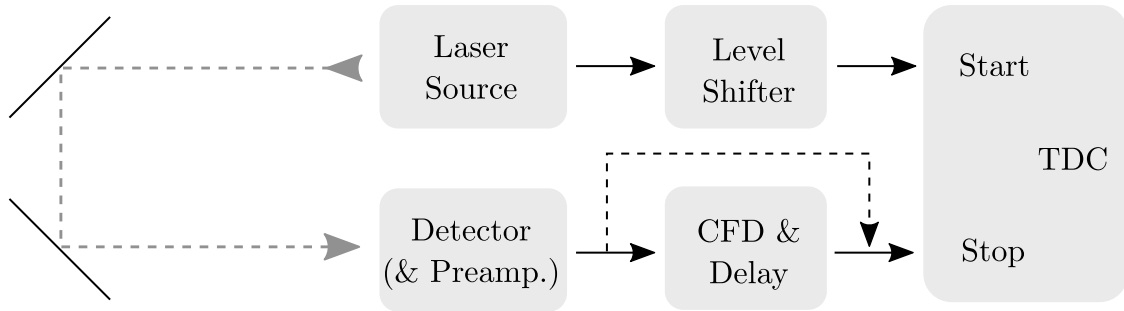 Laser
Source
Level
Shifter
Start
TDC
Detector
(& Preamp.)
CFD &
Delay
Stop